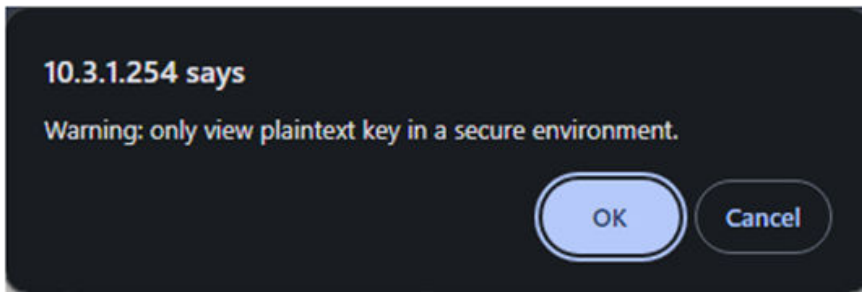 10.3.1.254 says
Warning: only view plaintext key in a secure environment.
OK
Cancel